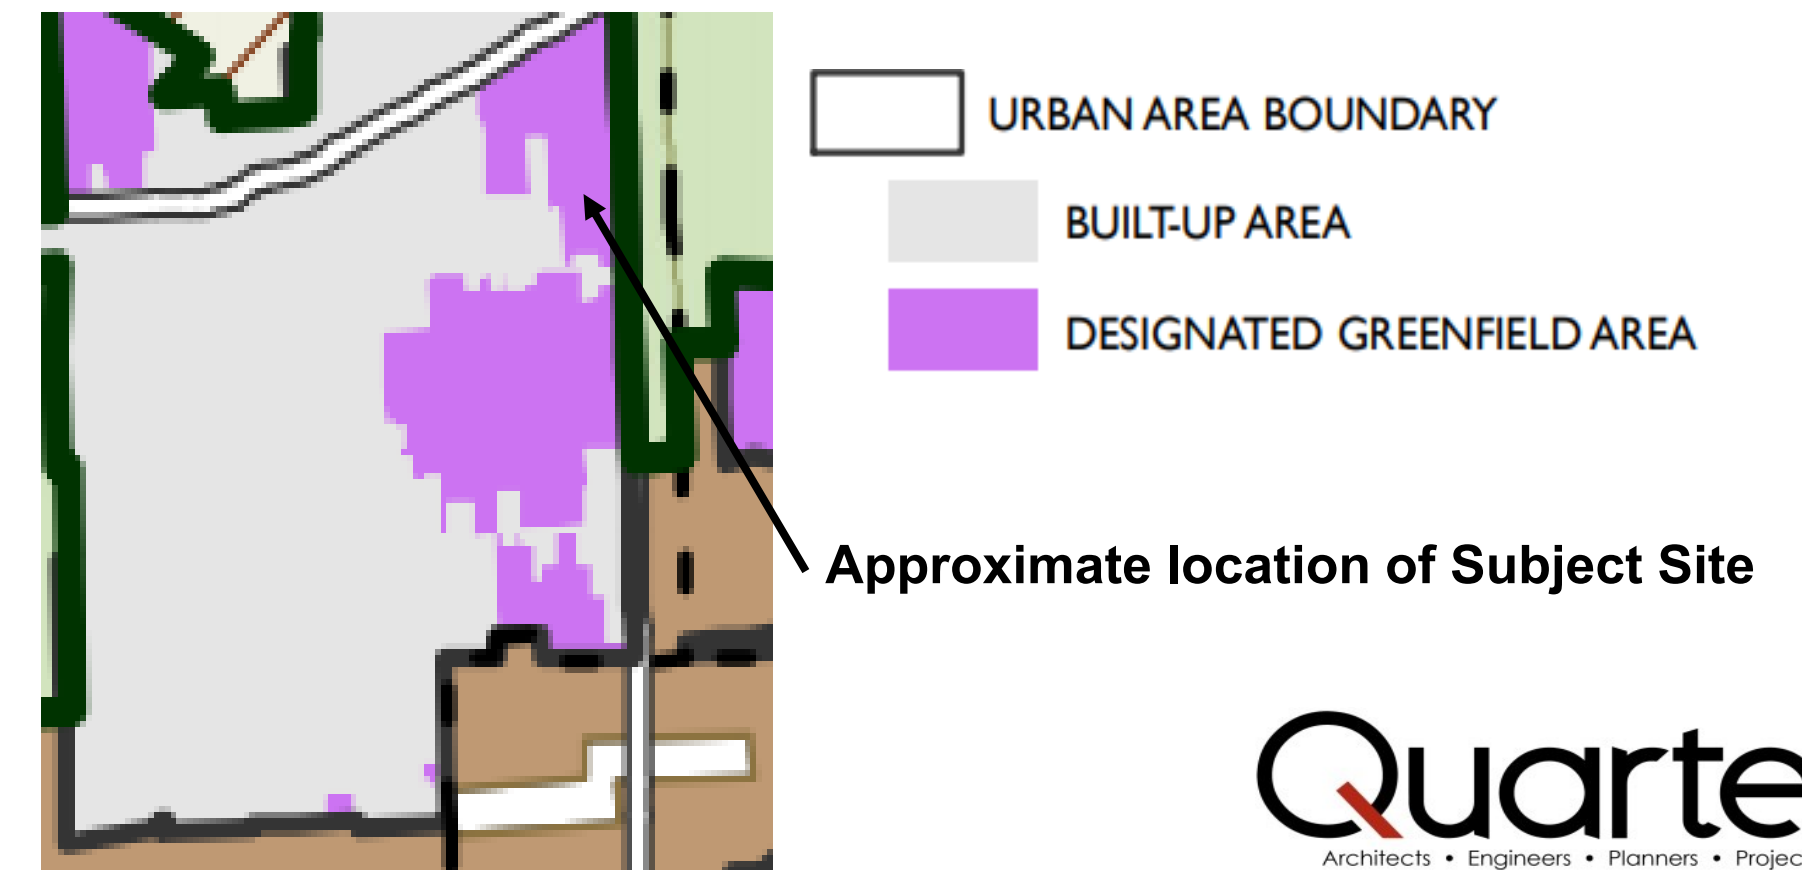 URBAN AREA BOUNDARY
BUILT-UP AREA
DESIGNATED GREENFIELD AREA
Approximate location of Subject Site
Quarte
Architects • Engineers • Planners • Projec